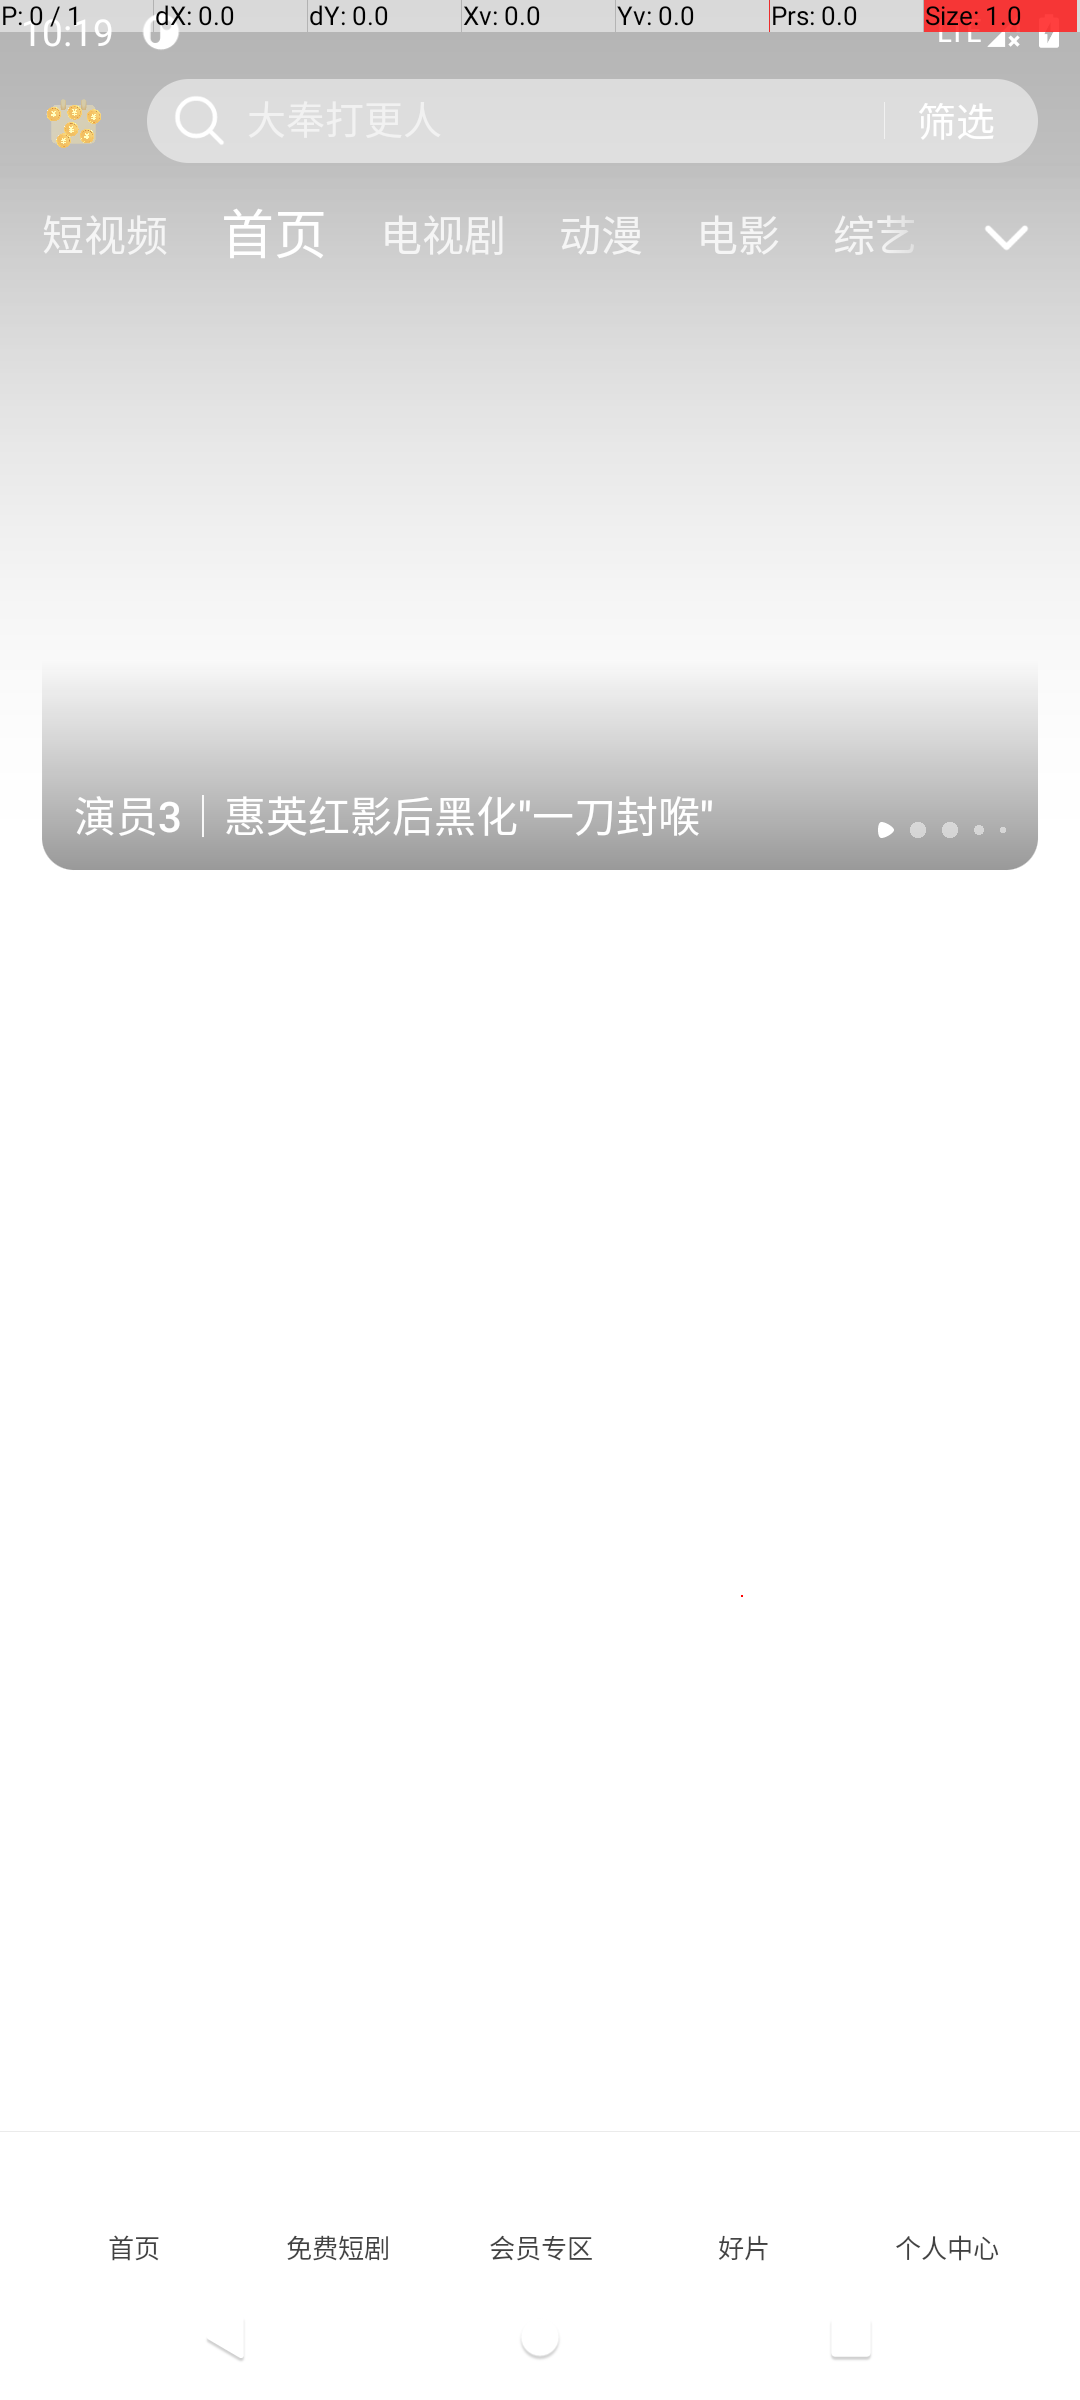 P: 0 / 1
dX: 0.0
dY: 0.0
Xv: 0.0
Yv: 0.0
Prs: 0.0
Size: 1.0
10:19
LTE
大奉打更人
筛选
短视频
首页
电视剧
动漫
电影
综艺
演员3｜惠英红影后黑化"一刀封喉"
首页
免费短剧
会员专区
好片
个人中心